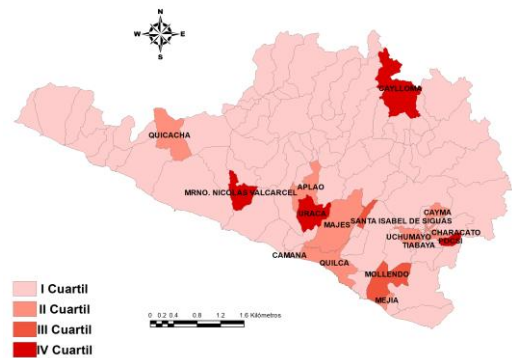 N
W E
S
CAYLLOMA
QUICACHA
MRNO. NICOLAS VALCARCEL
APLAO
URACA
MAJES
SANTA ISABEL DE SIGUAS
CAYMA
UCHUMAYO
CHARACATO
TIABAYA
POCSI
CAMANA
QUILCA
MOLLENDO
MEJIA
I Cuartil
II Cuartil
III Cuartil
IV Cuartil
0 0.2 0.4 0.8 1.2 1.6 Kilómetros